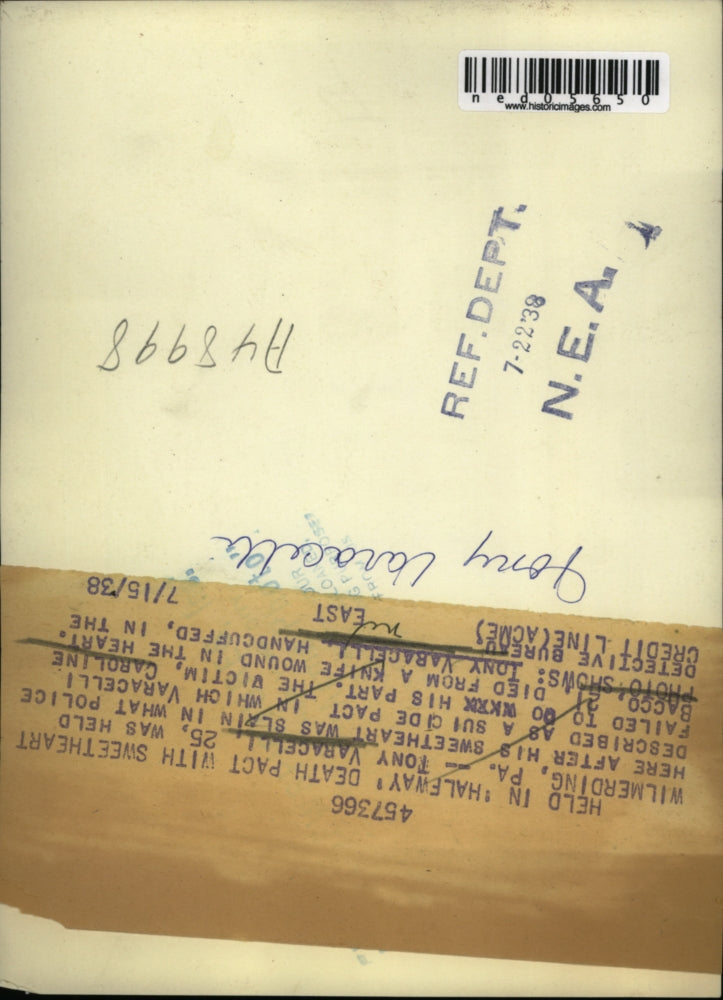 ned05650
www.historicimages.com
REF. DEPT.
7-22'38
N.E.A.
A48998
Tony Varacelli
457366
HELD IN 'HALFWAY' DEATH PACT WITH SWEETHEART
WILMERDING, PA. -- TONY VARACELLI 25, WAS HELD
HERE AFTER HIS SWEETHEART WAS SLAIN IN WHAT POLICE
DESCRIBED AS A SUICIDE PACT IN WHICH VARACELLI
FAILED TO DO WKRK HIS PART. THE VICTIM, CAROLINE
BACCO, 21, DIED FROM A KNIFE WOUND IN THE HEART.
PHOTO SHOWS: TONY VARACELLI, HANDCUFFED, IN THE
DETECTIVE BUREAU
CREDIT LINE (ACME) EAST 7/15/38